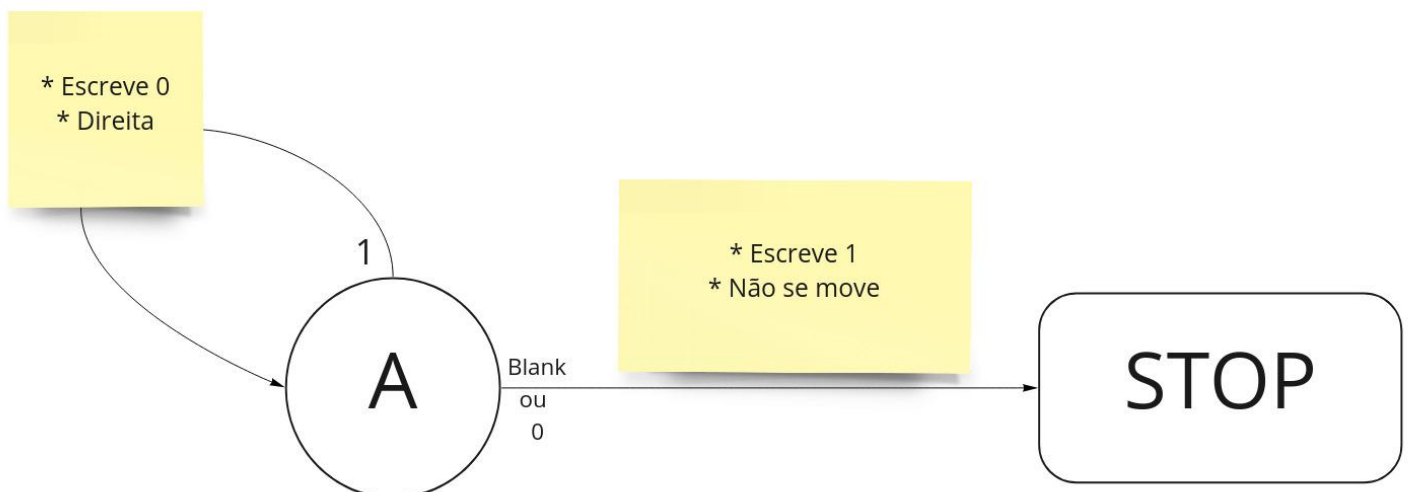 * Escreve 0
* Direita
1
* Escreve 1
* Não se move
A
Blank
ou
0
STOP